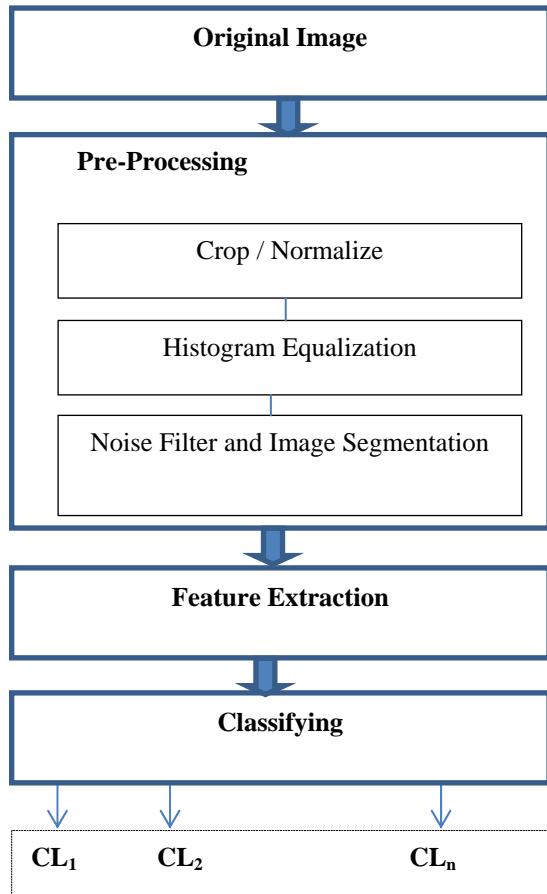 Original Image
Pre-Processing
Crop / Normalize
Histogram Equalization
Noise Filter and Image Segmentation
Feature Extraction
Classifying
CL₁ CL₂ CLₙ